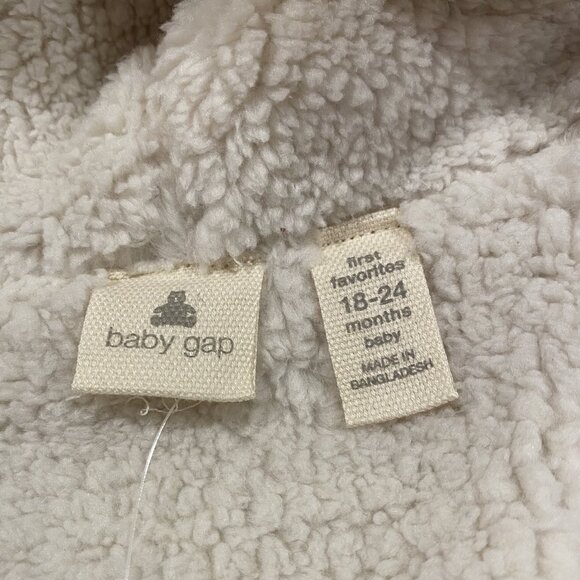 baby gap
first
favorites
18-24
months
baby
MADE IN
BANGLADESH